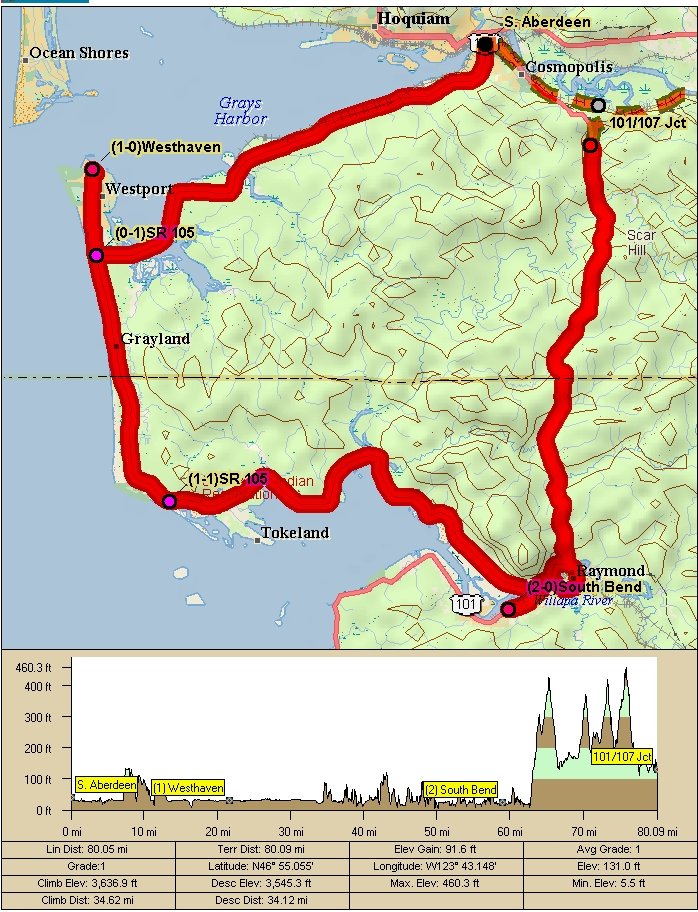 Hoquiam
S. Aberdeen
Ocean Shores
Cosmopolis
Grays
Harbor
101/107 Jct
(1-0)Westhaven
Westport
(0-1)SR 105
Scar
Hill
Grayland
(1-1)SR 105
Tokeland
Raymond
(2-0)South Bend
101
Willapa River
460.3 ft
400 ft
300 ft
200 ft
100 ft
0 ft
101/107 Jct
S. Aberdeen
(1) Westhaven
(2) South Bend
0 mi 10 mi 20 mi 30 mi 40 mi 50 mi 60 mi 70 mi 80.09 mi
Lin Dist: 80.05 mi Terr Dist: 80.09 mi Elev Gain: 91.6 ft Avg Grade: 1
Grade:1 Latitude: N46° 55.055' Longitude: W123° 43.148' Elev: 131.0 ft
Climb Elev: 3,636.9 ft Desc Elev: 3,545.3 ft Max. Elev: 460.3 ft Min. Elev: 5.5 ft
Climb Dist: 34.62 mi Desc Dist: 34.12 mi